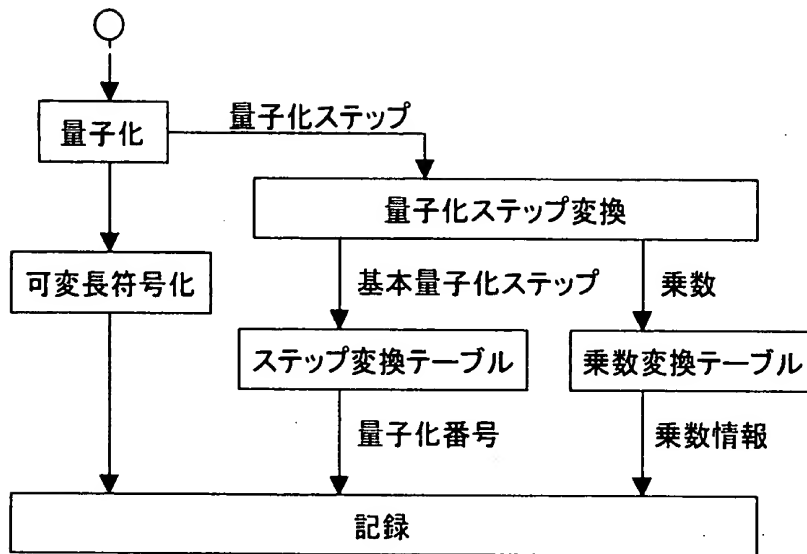 量子化ステップ
量子化
量子化ステップ変換
可変長符号化
基本量子化ステップ
乗数
ステップ変換テーブル
乗数変換テーブル
量子化番号
乗数情報
記録